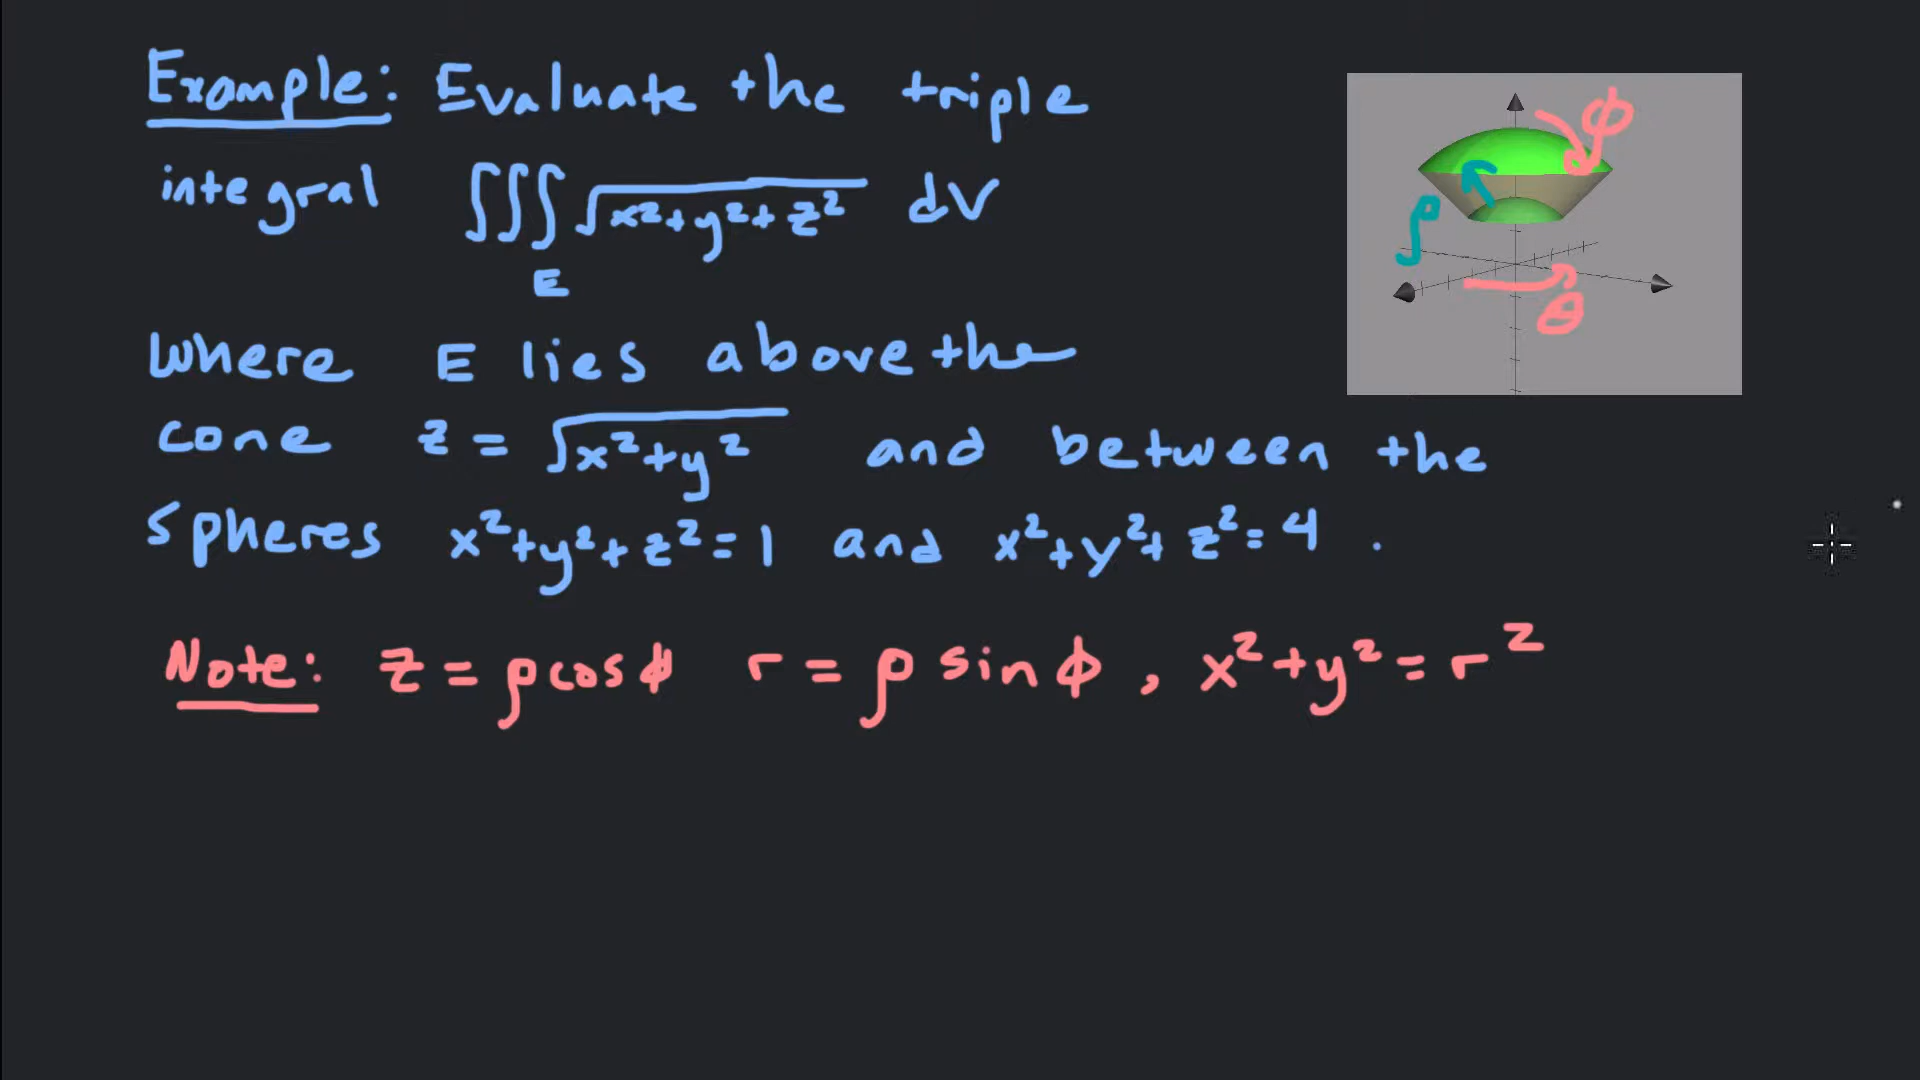 Example: Evaluate the triple
integral ∭_E √(x²+y²+z²) dV
where E lies above the
cone z = √(x²+y²) and between the
spheres x²+y²+z²=1 and x²+y²+z²=4 .
Note: z = ρcosϕ r = ρ sinϕ , x²+y²=r²
ϕ
ρ
θ